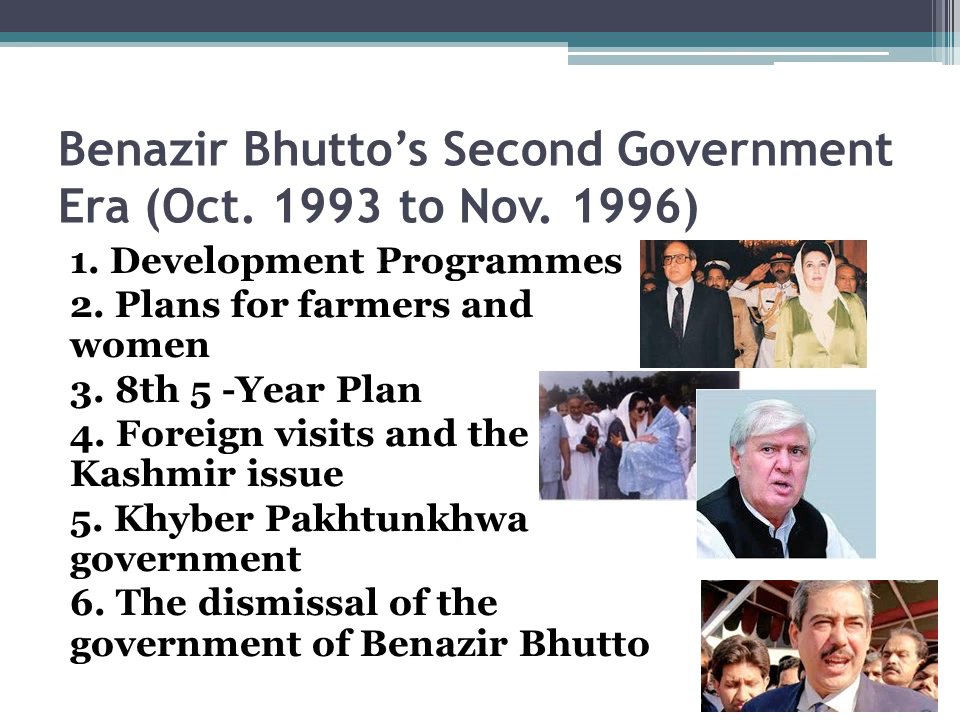 Benazir Bhutto’s Second Government
Era (Oct. 1993 to Nov. 1996)
1. Development Programmes
2. Plans for farmers and
women
3. 8th 5 -Year Plan
4. Foreign visits and the
Kashmir issue
5. Khyber Pakhtunkhwa
government
6. The dismissal of the
government of Benazir Bhutto